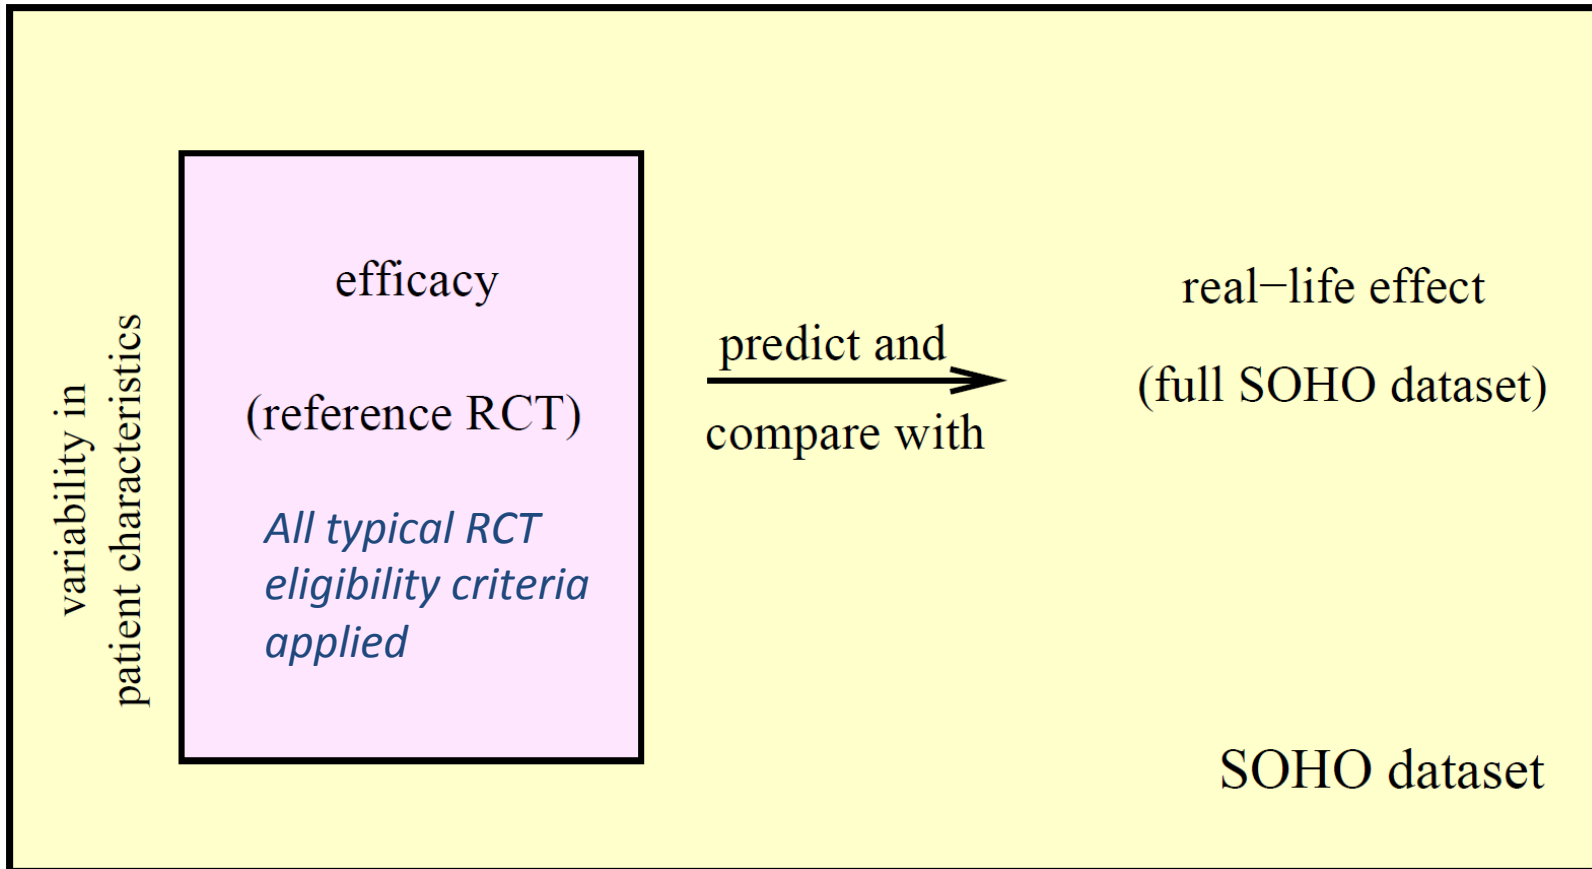 variability in
patient characteristics
efficacy
(reference RCT)
All typical RCT
eligibility criteria
applied
predict and
compare with
real−life effect
(full SOHO dataset)
SOHO dataset